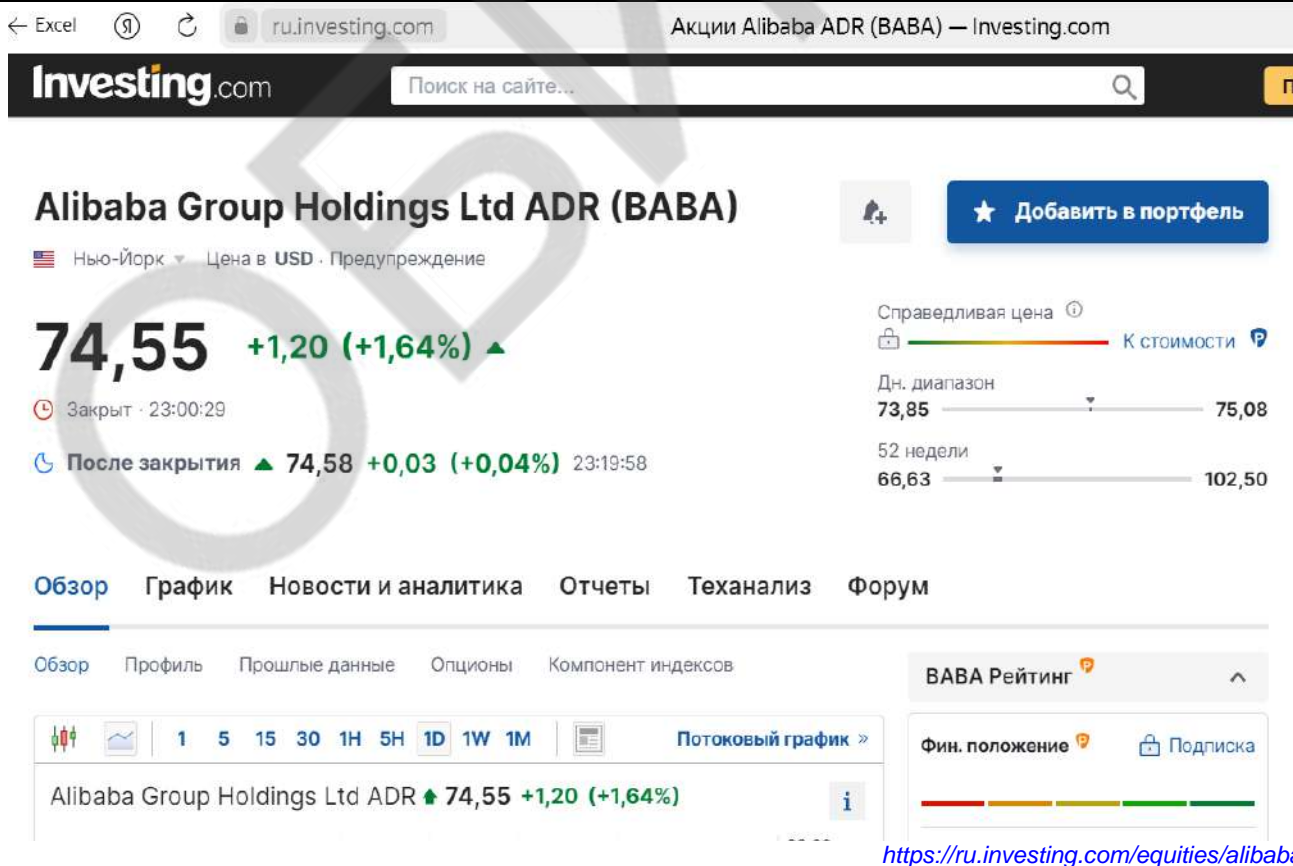 ← Excel Я ru.investing.com Акции Alibaba ADR (BABA) — Investing.com
Investing.com Поиск на сайте... П
Alibaba Group Holdings Ltd ADR (BABA)
Добавить в портфель
Нью-Йорк Цена в USD · Предупреждение
74,55 +1,20 (+1,64%)
Справедливая цена
К стоимости
Дн. диапазон
73,85 75,08
Закрыт · 23:00:29
52 недели
66,63 102,50
После закрытия 74,58 +0,03 (+0,04%) 23:19:58
Обзор График Новости и аналитика Отчеты Теханализ Форум
Обзор Профиль Прошлые данные Опционы Компонент индексов
BABA Рейтинг
1 5 15 30 1H 5H 1D 1W 1M Потоковый график »
Фин. положение Подписка
Alibaba Group Holdings Ltd ADR 74,55 +1,20 (+1,64%) i
https://ru.investing.com/equities/alibaba